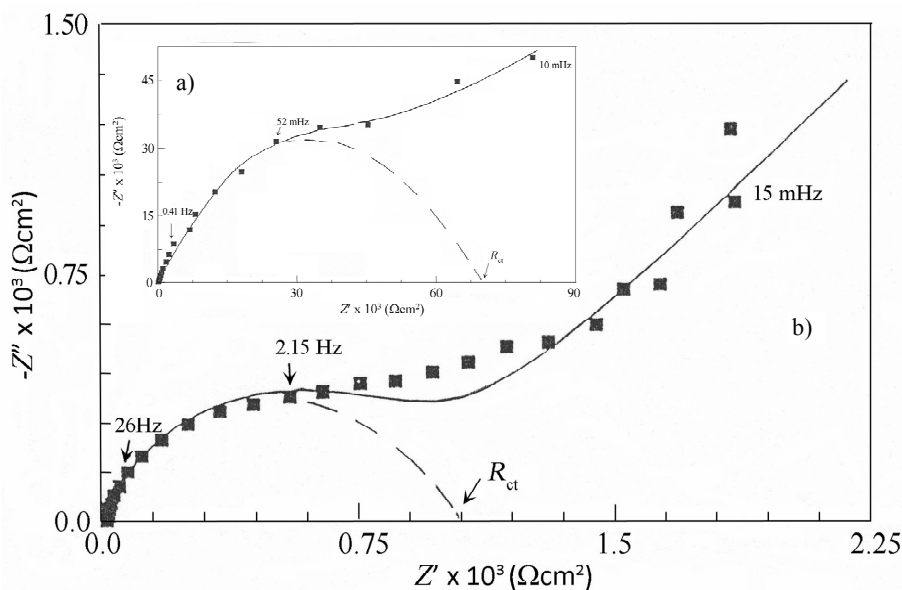 1.50
a)
45
10 mHz
52 mHz
-Z″ x 10³ (Ωcm²)
30
15
0.41 Hz
R_ct
0
0
30
60
90
Z′ x 10³ (Ωcm²)
-Z″ x 10³ (Ωcm²)
0.75
15 mHz
b)
2.15 Hz
26Hz
R_ct
0.0
0.0
0.75
1.5
2.25
Z′ x 10³ (Ωcm²)